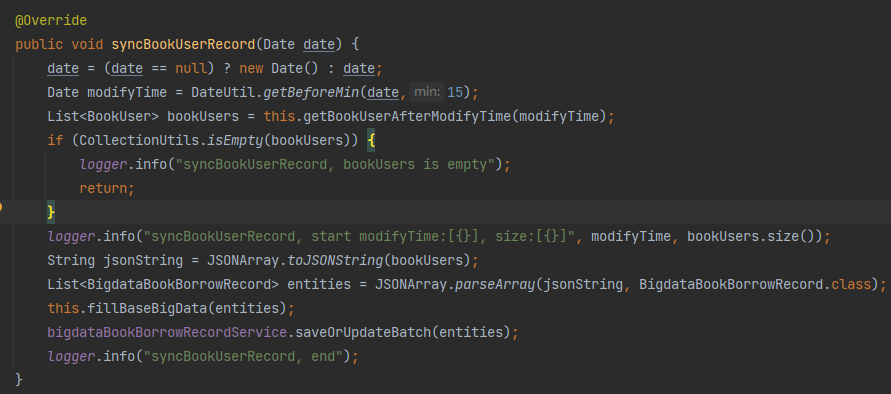 @Override
public void syncBookUserRecord(Date date) {
    date = (date == null) ? new Date() : date;
    Date modifyTime = DateUtil.getBeforeMin(date, min: 15);
    List<BookUser> bookUsers = this.getBookUserAfterModifyTime(modifyTime);
    if (CollectionUtils.isEmpty(bookUsers)) {
        logger.info("syncBookUserRecord, bookUsers is empty");
        return;
    }
    logger.info("syncBookUserRecord, start modifyTime:[{}], size:[{}]", modifyTime, bookUsers.size());
    String jsonString = JSONArray.toJSONString(bookUsers);
    List<BigdataBookBorrowRecord> entities = JSONArray.parseArray(jsonString, BigdataBookBorrowRecord.class);
    this.fillBaseBigData(entities);
    bigdataBookBorrowRecordService.saveOrUpdateBatch(entities);
    logger.info("syncBookUserRecord, end");
}